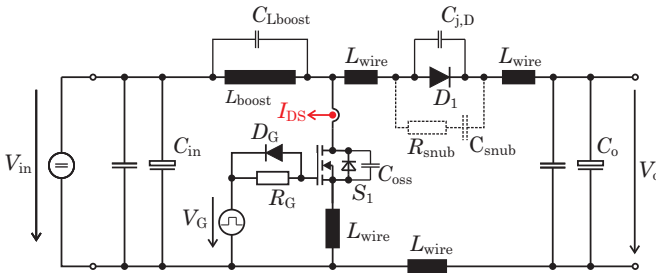 C_Lboost
C_j,D
L_wire
L_wire
L_boost
D_1
I_DS
R_snub
C_snub
V_in
C_in
D_G
C_oss
C_o
R_G
S_1
V_G
L_wire
L_wire